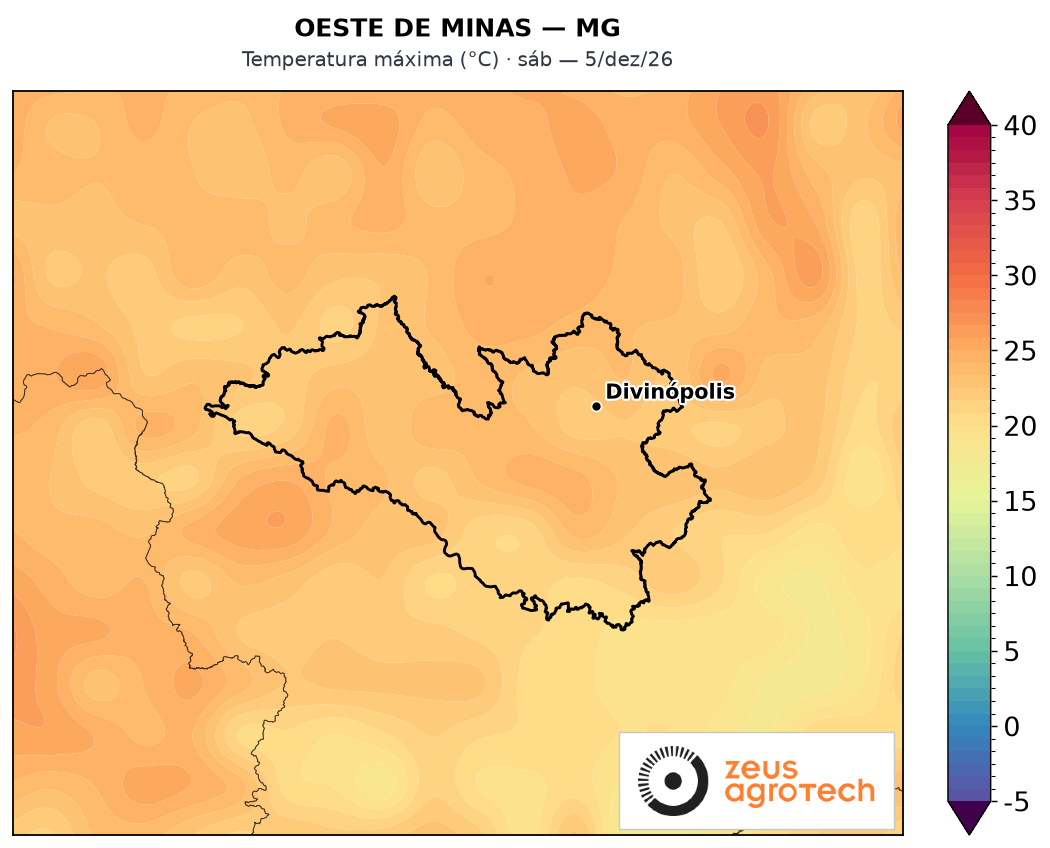 OESTE DE MINAS — MG
Temperatura máxima (°C) · sáb — 5/dez/26
Divinópolis
40
35
30
25
20
15
10
5
0
-5
zeus
agrotech